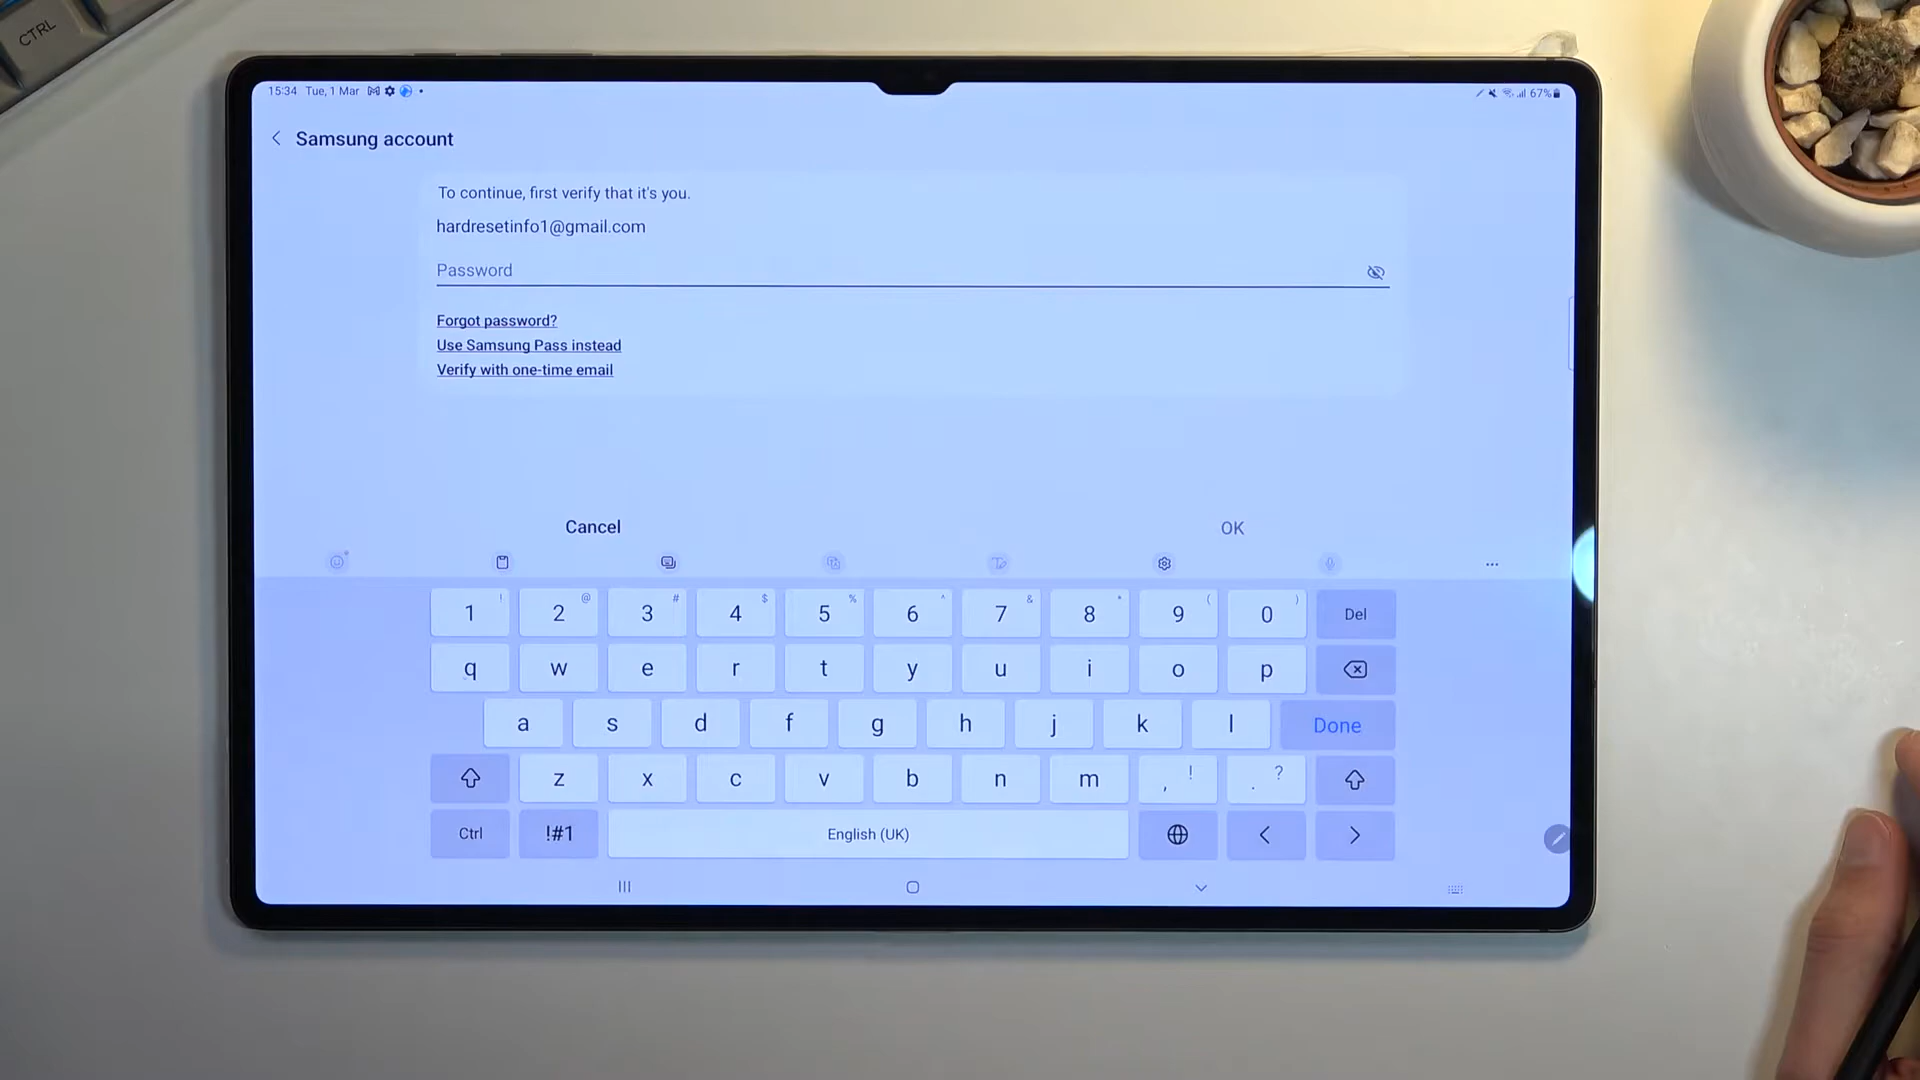 CTRL
15:34 Tue, 1 Mar
67%
Samsung account
To continue, first verify that it's you.
hardresetinfo1@gmail.com
Password
Forgot password?
Use Samsung Pass instead
Verify with one-time email
Cancel OK
1 ! 2 @ 3 # 4 $ 5 % 6 ^ 7 & 8 * 9 ( 0 ) Del
q w e r t y u i o p
a s d f g h j k l Done
z x c v b n m , ! . ?
Ctrl !#1 English (UK)